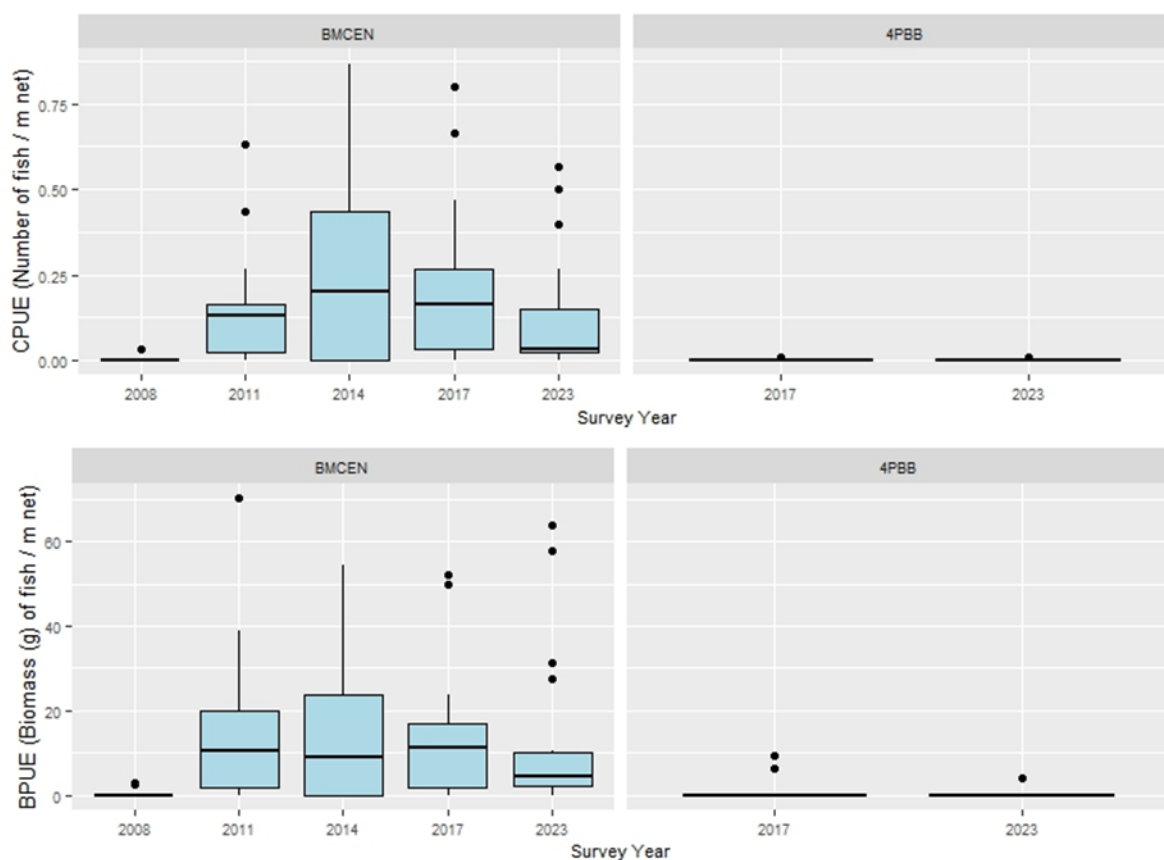 BMCEN 4PBB
CPUE (Number of fish / m net)
0.75
0.50
0.25
0.00
2008 2011 2014 2017 2023 2017 2023
Survey Year
BMCEN 4PBB
BPUE (Biomass (g) of fish / m net)
60
40
20
0
2008 2011 2014 2017 2023 2017 2023
Survey Year